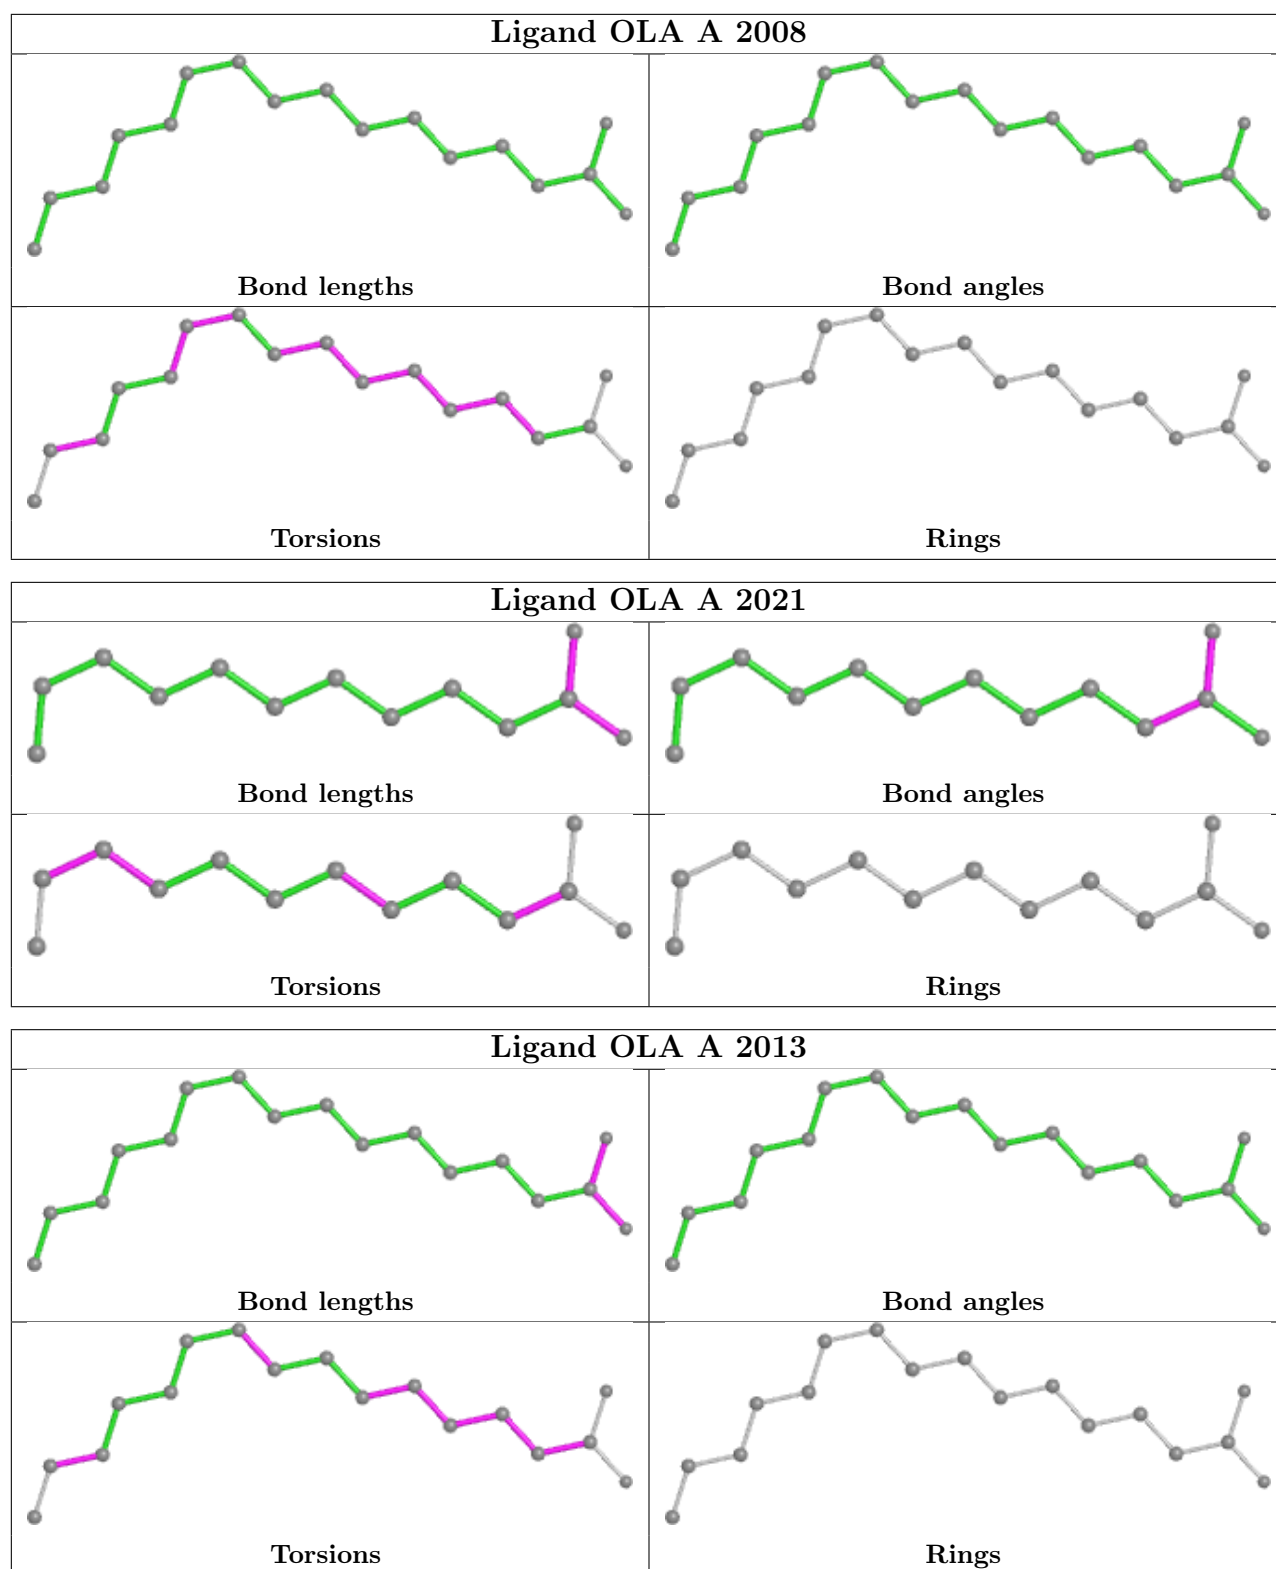 Ligand OLA A 2008
Bond lengths
Bond angles
Torsions
Rings
Ligand OLA A 2021
Bond lengths
Bond angles
Torsions
Rings
Ligand OLA A 2013
Bond lengths
Bond angles
Torsions
Rings